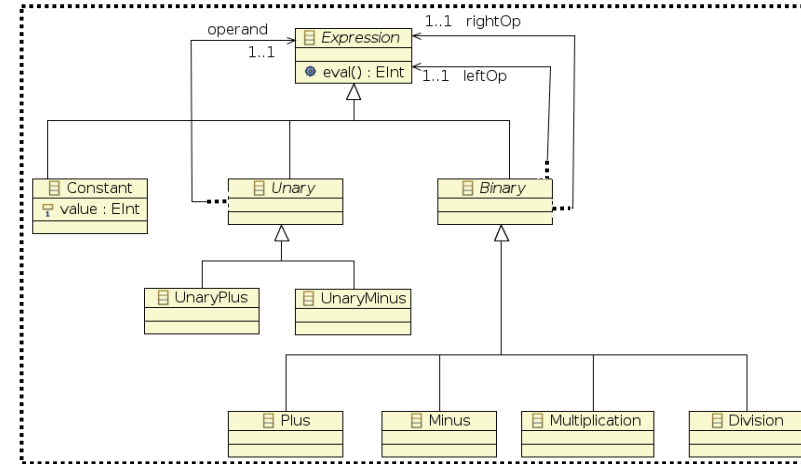 operand
1..1 rightOp
Expression
1..1
eval() : EInt
1..1 leftOp
Constant
Unary
Binary
value : EInt
UnaryPlus
UnaryMinus
Plus
Minus
Multiplication
Division